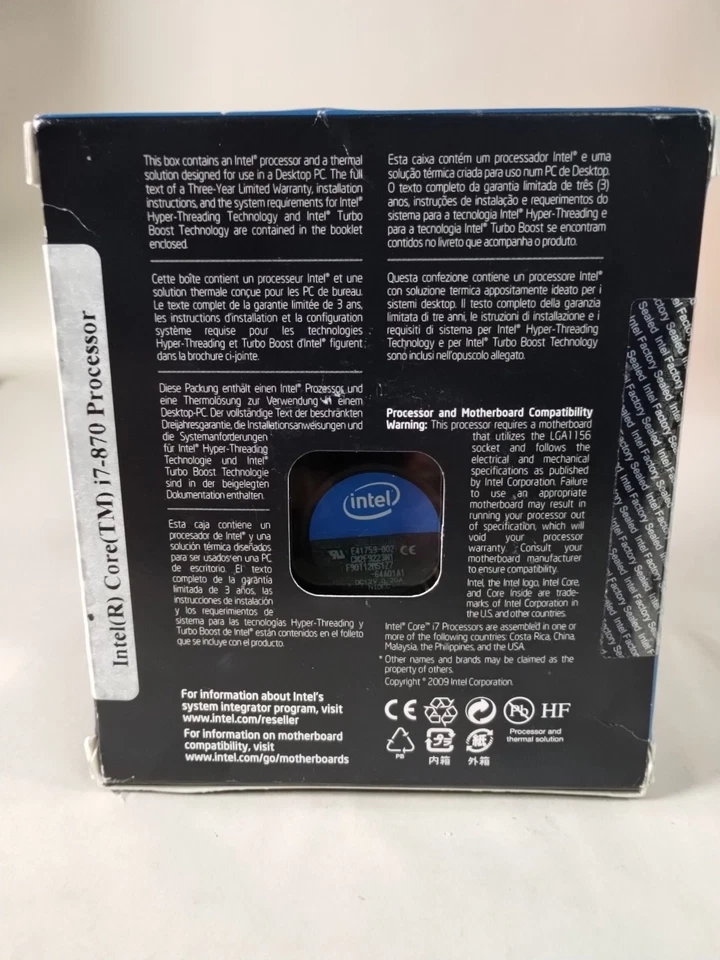 This box contains an Intel® processor and a thermal
solution designed for use in a Desktop PC. The full
text of a Three-Year Limited Warranty, installation
instructions, and the system requirements for Intel®
Hyper-Threading Technology and Intel® Turbo
Boost Technology are contained in the booklet
enclosed.
Cette boîte contient un processeur Intel® et une
solution thermale conçue pour les PC de bureau.
Le texte complet de la garantie limitée de 3 ans,
les instructions d'installation et la configuration
système requise pour les technologies
Hyper-Threading et Turbo Boost d'Intel® figurent
dans la brochure ci-jointe.
Diese Packung enthält einen Intel® Prozessor und
eine Thermolösung zur Verwendung in einem
Desktop-PC. Der vollständige Text der beschränkten
Dreijahresgarantie, die Installationsanweisungen und
die Systemanforderungen
für Intel® Hyper-Threading
Technologie und Intel®
Turbo Boost Technologie
sind in der beigelegten
Dokumentation enthalten.
Esta caja contiene un
procesador de Intel® y una
solución térmica diseñados
para ser usados en una PC
de escritorio. El texto
completo de la garantía
limitada de 3 años, las
instrucciones de instalación
y los requerimientos de
sistema para las tecnologías Hyper-Threading y
Turbo Boost de Intel® están contenidos en el folleto
que se incluye con el producto.
For information about Intel's
system integrator program, visit
www.intel.com/reseller
For information on motherboard
compatibility, visit
www.intel.com/go/motherboards
Esta caixa contém um processador Intel® e uma
solução térmica criada para uso num PC de Desktop.
O texto completo da garantia limitada de três (3)
anos, instruções de instalação e requerimentos do
sistema para a tecnologia Intel® Hyper-Threading e
para a tecnologia Intel® Turbo Boost se encontram
contidos no livreto que acompanha o produto.
Questa confezione contiene un processore Intel®
con soluzione termica appositamente ideato per i
sistemi desktop. Il testo completo della garanzia
limitata di tre anni, le istruzioni di installazione e i
requisiti di sistema per Intel® Hyper-Threading
Technology e per Intel® Turbo Boost Technology
sono inclusi nell'opuscolo allegato.
Processor and Motherboard Compatibility
Warning: This processor requires a motherboard
that utilizes the LGA1156
socket and follows the
electrical and mechanical
specifications as published
by Intel Corporation. Failure
to use an appropriate
motherboard may result in
running your processor out
of specification, which will
void your processor
warranty. Consult your
motherboard manufacturer
to ensure compatibility.
Intel, the Intel logo, Intel Core,
and Core Inside are trade-
marks of Intel Corporation in
the U.S. and other countries.
Intel® Core™ i7 Processors are assembled in one or
more of the following countries: Costa Rica, China,
Malaysia, the Philippines, and the USA.
* Other names and brands may be claimed as the
property of others.
Copyright © 2009 Intel Corporation.
CE Pb HF
Processor and
thermal solution
PB プラ 紙
内箱 外箱
Intel(R) Core(TM) i7-870 Processor
intel
E41759-002 CE
Intel Factory Sealed Intel Factory Sealed